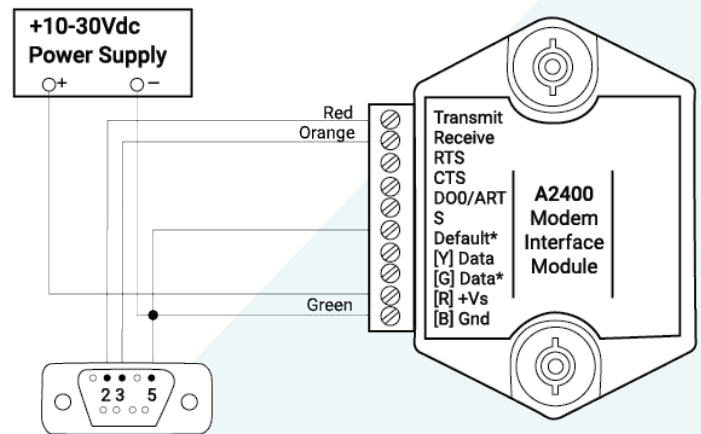 +10-30Vdc
Power Supply
+ −
Red
Orange
Green
Transmit
Receive
RTS
CTS
DO0/ART
S
Default*
[Y] Data
[G] Data*
[R] +Vs
[B] Gnd
A2400
Modem
Interface
Module
2 3 5